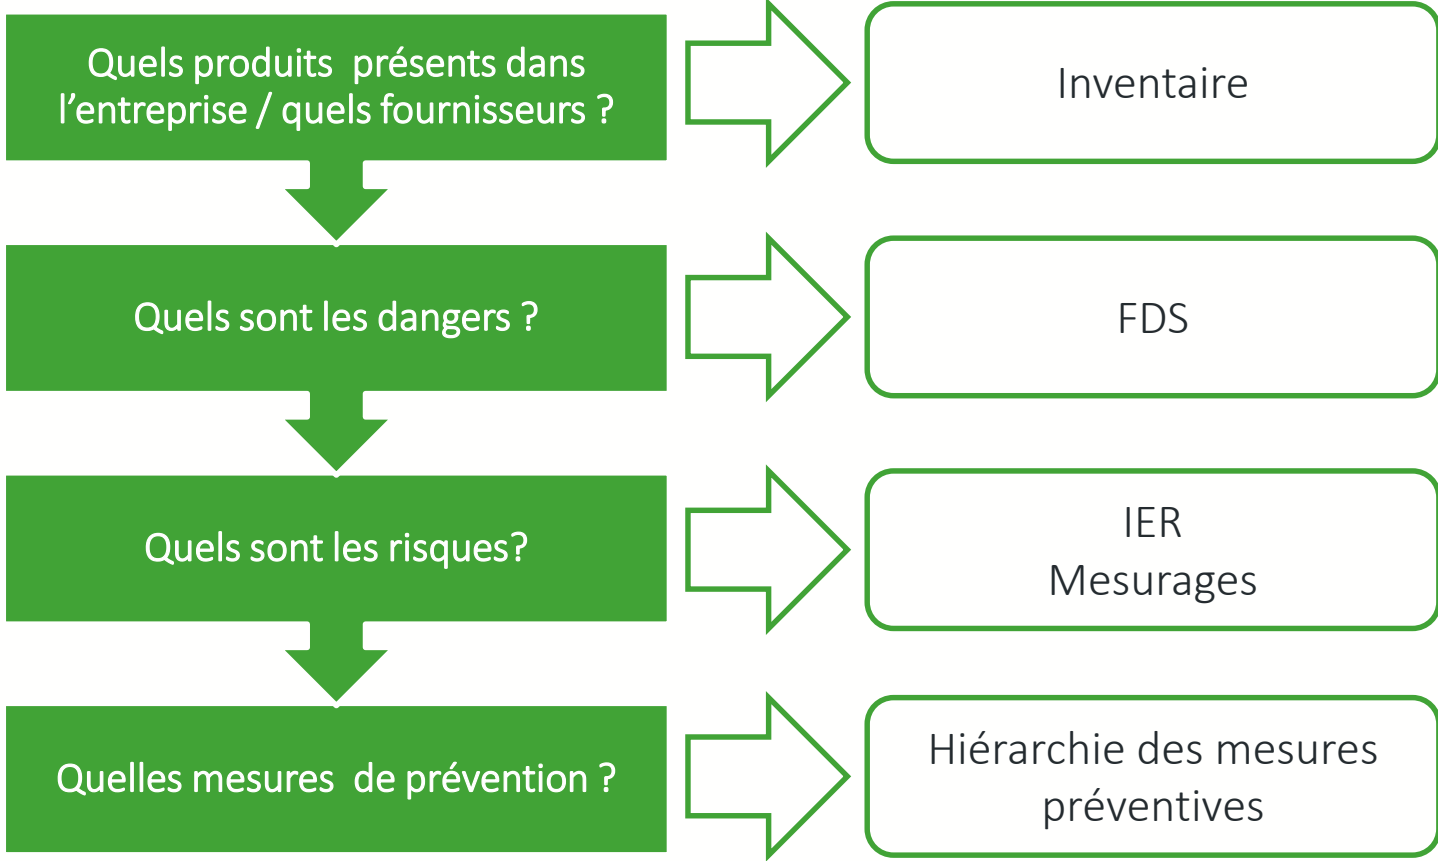 Quels produits  présents dans
l’entreprise / quels fournisseurs ?
Inventaire
Quels sont les dangers ?
FDS
Quels sont les risques?
IER
Mesurages
Quelles mesures  de prévention ?
Hiérarchie des mesures
préventives